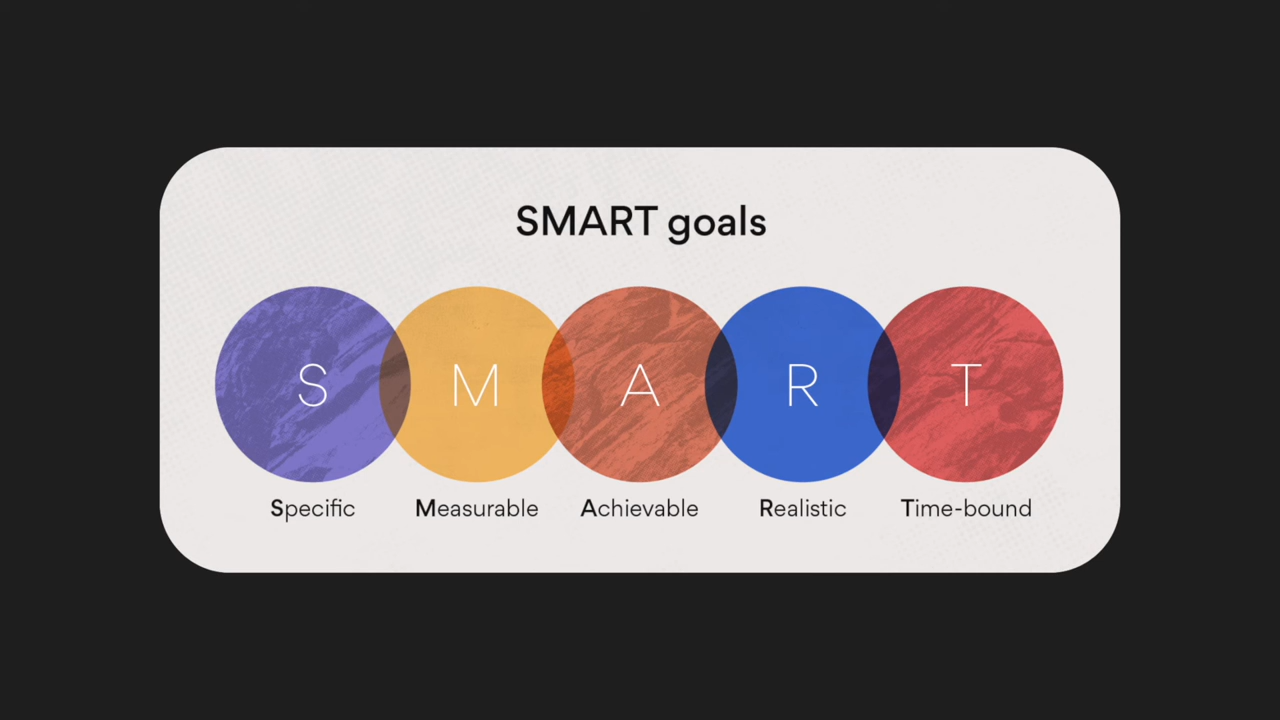 SMART goals
S M A R T
Specific Measurable Achievable Realistic Time-bound